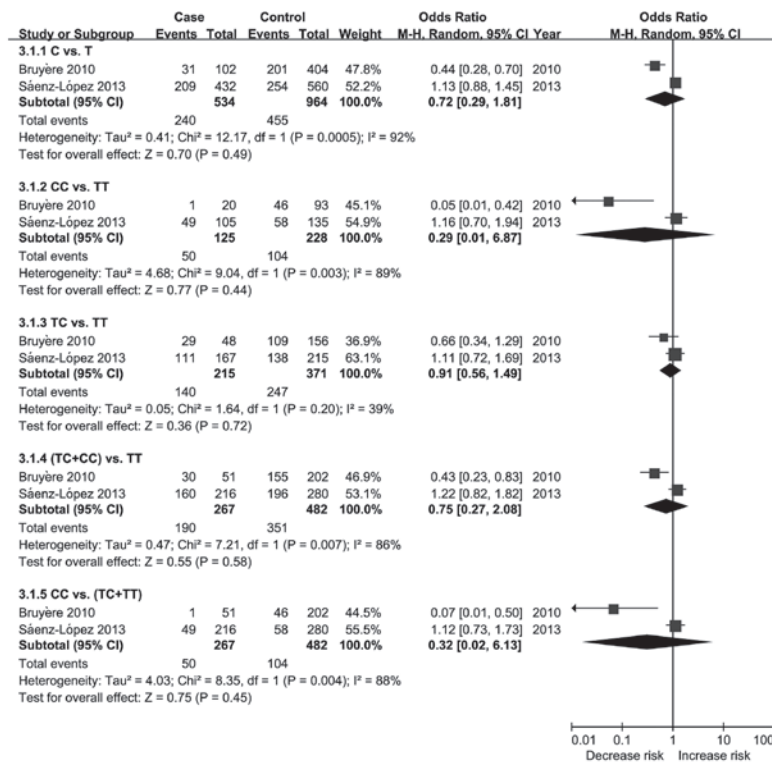 Case Control Odds Ratio Odds Ratio
Study or Subgroup Events Total Events Total Weight M-H. Random. 95% CI Year M-H. Random. 95% CI
3.1.1 C vs. T
Bruyère 2010 31 102 201 404 47.8% 0.44 [0.28, 0.70] 2010
Sáenz-López 2013 209 432 254 560 52.2% 1.13 [0.88, 1.45] 2013
Subtotal (95% CI) 534 964 100.0% 0.72 [0.29, 1.81]
Total events 240 455
Heterogeneity: Tau² = 0.41; Chi² = 12.17, df = 1 (P = 0.0005); I² = 92%
Test for overall effect: Z = 0.70 (P = 0.49)
3.1.2 CC vs. TT
Bruyère 2010 1 20 46 93 45.1% 0.05 [0.01, 0.42] 2010
Sáenz-López 2013 49 105 58 135 54.9% 1.16 [0.70, 1.94] 2013
Subtotal (95% CI) 125 228 100.0% 0.29 [0.01, 6.87]
Total events 50 104
Heterogeneity: Tau² = 4.68; Chi² = 9.04, df = 1 (P = 0.003); I² = 89%
Test for overall effect: Z = 0.77 (P = 0.44)
3.1.3 TC vs. TT
Bruyère 2010 29 48 109 156 36.9% 0.66 [0.34, 1.29] 2010
Sáenz-López 2013 111 167 138 215 63.1% 1.11 [0.72, 1.69] 2013
Subtotal (95% CI) 215 371 100.0% 0.91 [0.56, 1.49]
Total events 140 247
Heterogeneity: Tau² = 0.05; Chi² = 1.64, df = 1 (P = 0.20); I² = 39%
Test for overall effect: Z = 0.36 (P = 0.72)
3.1.4 (TC+CC) vs. TT
Bruyère 2010 30 51 155 202 46.9% 0.43 [0.23, 0.83] 2010
Sáenz-López 2013 160 216 196 280 53.1% 1.22 [0.82, 1.82] 2013
Subtotal (95% CI) 267 482 100.0% 0.75 [0.27, 2.08]
Total events 190 351
Heterogeneity: Tau² = 0.47; Chi² = 7.21, df = 1 (P = 0.007); I² = 86%
Test for overall effect: Z = 0.55 (P = 0.58)
3.1.5 CC vs. (TC+TT)
Bruyère 2010 1 51 46 202 44.5% 0.07 [0.01, 0.50] 2010
Sáenz-López 2013 49 216 58 280 55.5% 1.12 [0.73, 1.73] 2013
Subtotal (95% CI) 267 482 100.0% 0.32 [0.02, 6.13]
Total events 50 104
Heterogeneity: Tau² = 4.03; Chi² = 8.35, df = 1 (P = 0.004); I² = 88%
Test for overall effect: Z = 0.75 (P = 0.45)
0.01 0.1 1 10 100
Decrease risk Increase risk